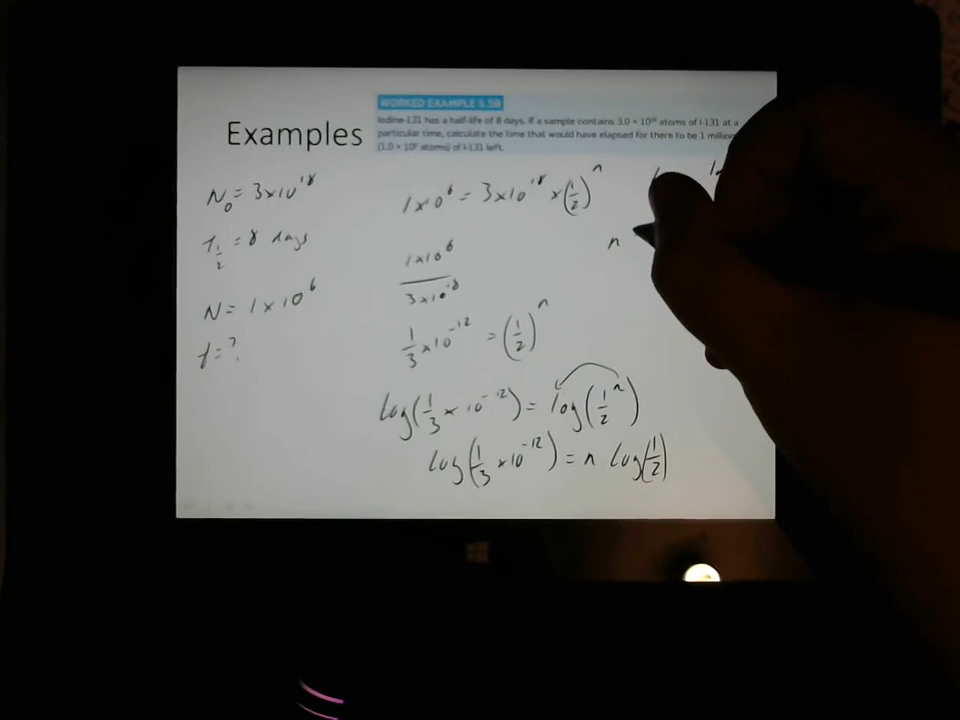 Examples
WORKED EXAMPLE 5.5B
Iodine-131 has a half-life of 8 days. If a sample contains 3.0 × 10¹⁸ atoms of I-131 at a
particular time, calculate the time that would have elapsed for there to be 1 million
(1.0 × 10⁶ atoms) of I-131 left.
N₀ = 3×10¹⁸
T½ = 8 days
N = 1 × 10⁶
t = ?
1×10⁶ = 3×10¹⁸ × (1/2)ⁿ
1×10⁶
3×10¹⁸
1/3 ×10⁻¹² = (1/2)ⁿ
log(1/3 × 10⁻¹²) = log(1/2ⁿ)
log(1/3 ×10⁻¹²) = n log(1/2)
n